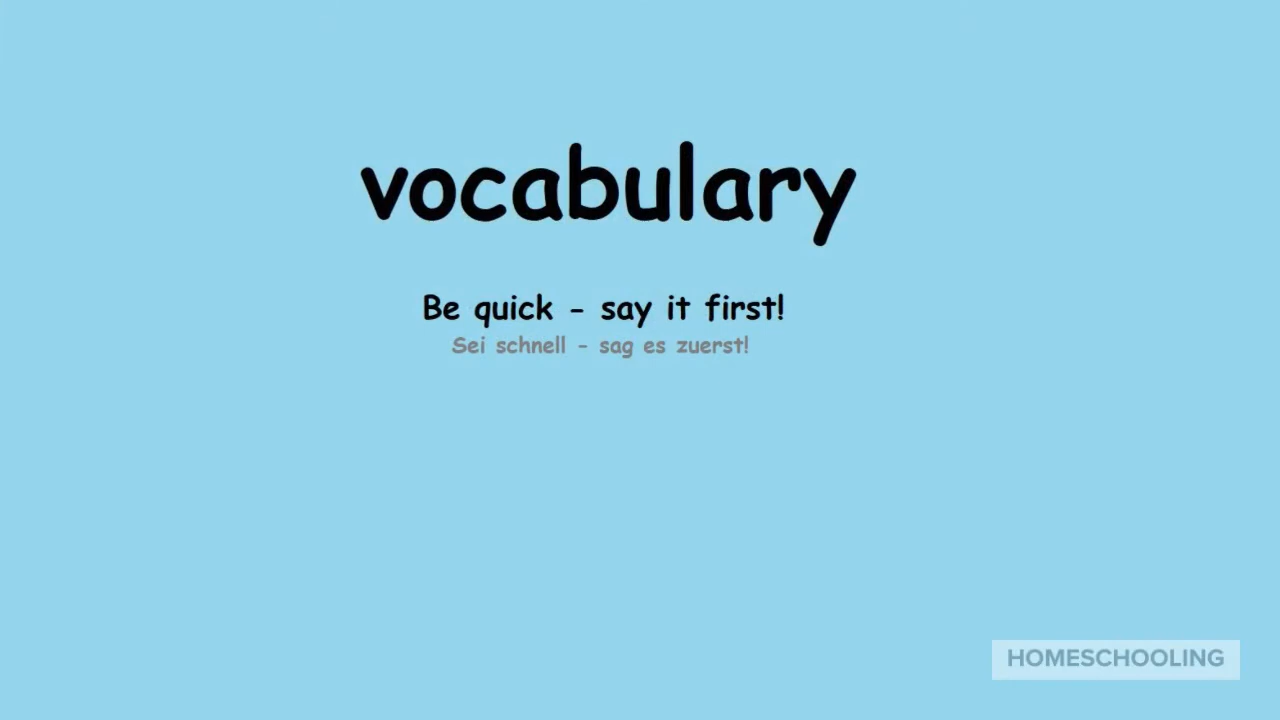 vocabulary
Be quick - say it first!
Sei schnell - sag es zuerst!
HOMESCHOOLING